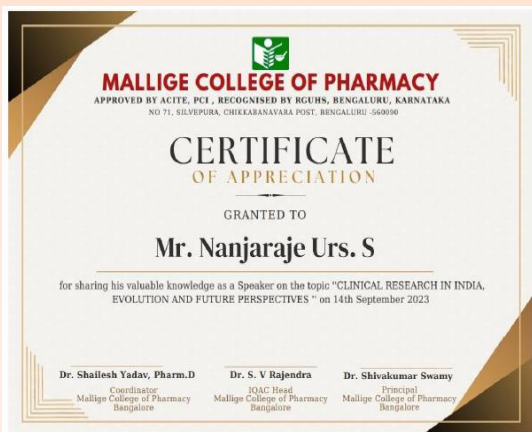 MALLIGE COLLEGE OF PHARMACY
APPROVED BY ACITE, PCI , RECOGNISED BY RGUHS, BENGALURU, KARNATAKA
NO 71, SILVEPURA, CHIKKABANAVARA POST, BENGALURU -560090
CERTIFICATE
OF APPRECIATION
GRANTED TO
Mr. Nanjaraje Urs. S
for sharing his valuable knowledge as a Speaker on the topic "CLINICAL RESEARCH IN INDIA,
EVOLUTION AND FUTURE PERSPECTIVES " on 14th September 2023
Dr. Shailesh Yadav, Pharm.D
Coordinator
Mallige College of Pharmacy
Bangalore
Dr. S. V Rajendra
IQAC Head
Mallige College of Pharmacy
Bangalore
Dr. Shivakumar Swamy
Principal
Mallige College of Pharmacy
Bangalore